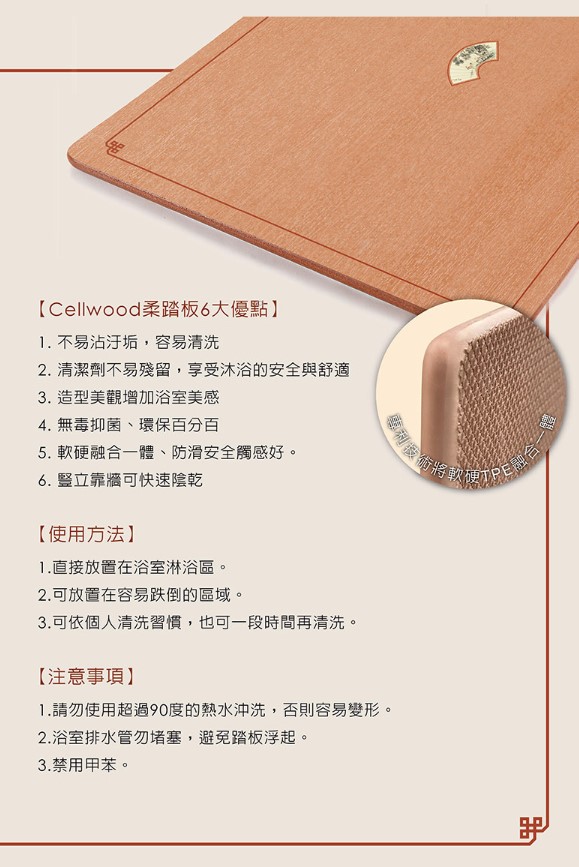 【Cellwood柔踏板6大優點】
1. 不易沾汙垢，容易清洗
2. 清潔劑不易殘留，享受沐浴的安全與舒適
3. 造型美觀增加浴室美感
4. 無毒抑菌、環保百分百
5. 軟硬融合一體、防滑安全觸感好。
6. 豎立靠牆可快速陰乾
專利技術將軟硬TPE融合一體
【使用方法】
1.直接放置在浴室淋浴區。
2.可放置在容易跌倒的區域。
3.可依個人清洗習慣，也可一段時間再清洗。
【注意事項】
1.請勿使用超過90度的熱水沖洗，否則容易變形。
2.浴室排水管勿堵塞，避免踏板浮起。
3.禁用甲苯。